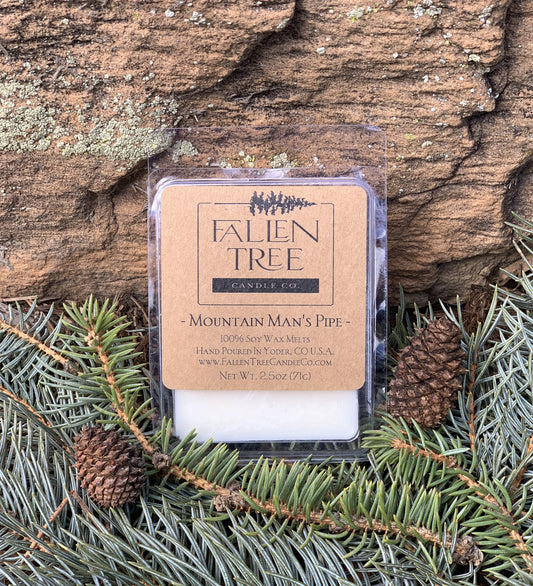 FALLEN
TREE
CANDLE CO.
- MOUNTAIN MAN'S PIPE -
100% SOY WAX MELTS
HAND POURED IN YODER, CO U.S.A.
WWW.FALLENTREECANDLECO.COM
NET WT. 2.5OZ (71G)